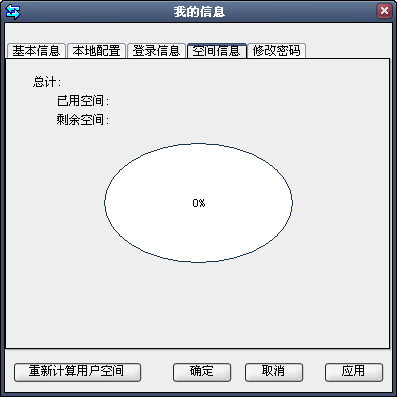 我的信息
基本信息 本地配置 登录信息 空间信息 修改密码
总计:
已用空间:
剩余空间:
0%
重新计算用户空间 确定 取消 应用